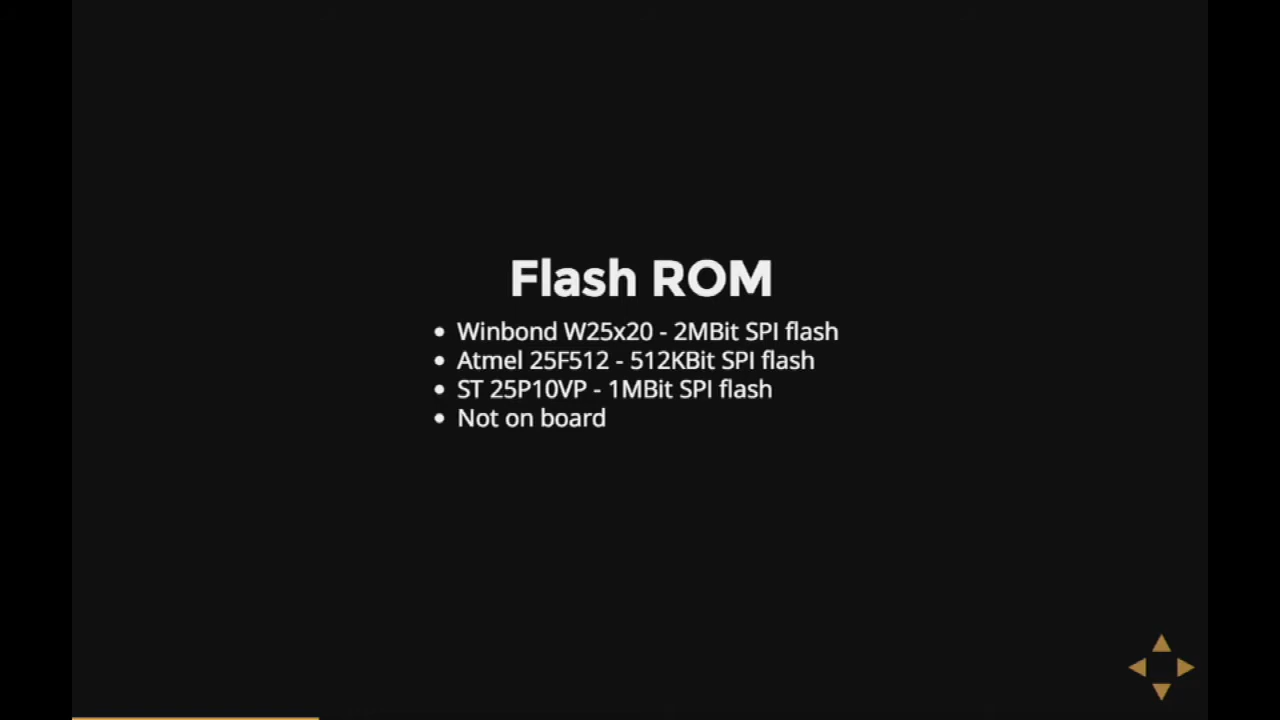 Flash ROM
Winbond W25x20 - 2MBit SPI flash
Atmel 25F512 - 512KBit SPI flash
ST 25P10VP - 1MBit SPI flash
Not on board